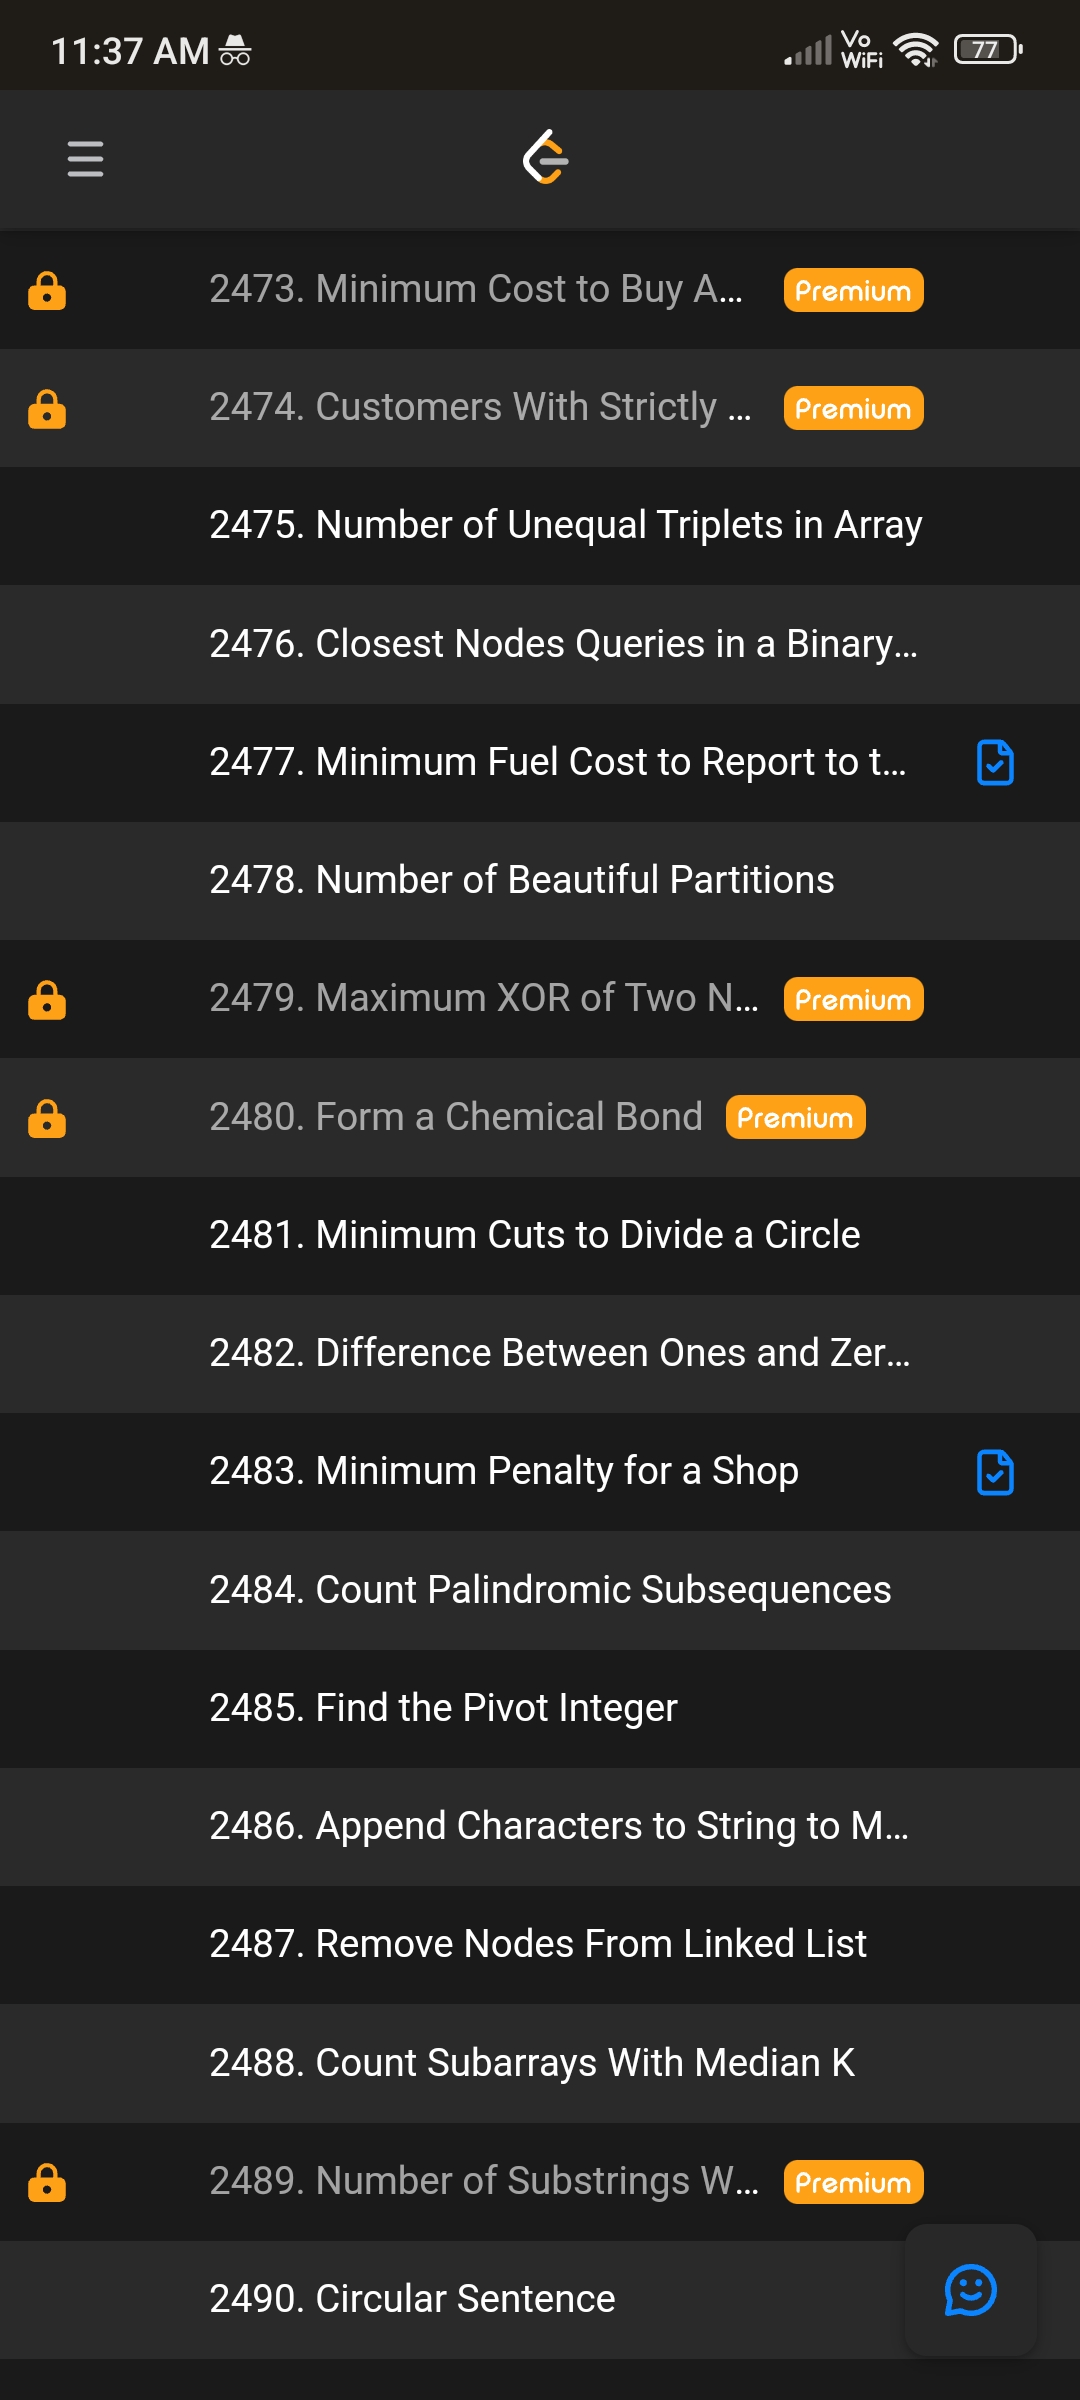 11:37 AM Vo WiFi 77
2473. Minimum Cost to Buy A... Premium
2474. Customers With Strictly ... Premium
2475. Number of Unequal Triplets in Array
2476. Closest Nodes Queries in a Binary...
2477. Minimum Fuel Cost to Report to t...
2478. Number of Beautiful Partitions
2479. Maximum XOR of Two N... Premium
2480. Form a Chemical Bond Premium
2481. Minimum Cuts to Divide a Circle
2482. Difference Between Ones and Zer...
2483. Minimum Penalty for a Shop
2484. Count Palindromic Subsequences
2485. Find the Pivot Integer
2486. Append Characters to String to M...
2487. Remove Nodes From Linked List
2488. Count Subarrays With Median K
2489. Number of Substrings W... Premium
2490. Circular Sentence